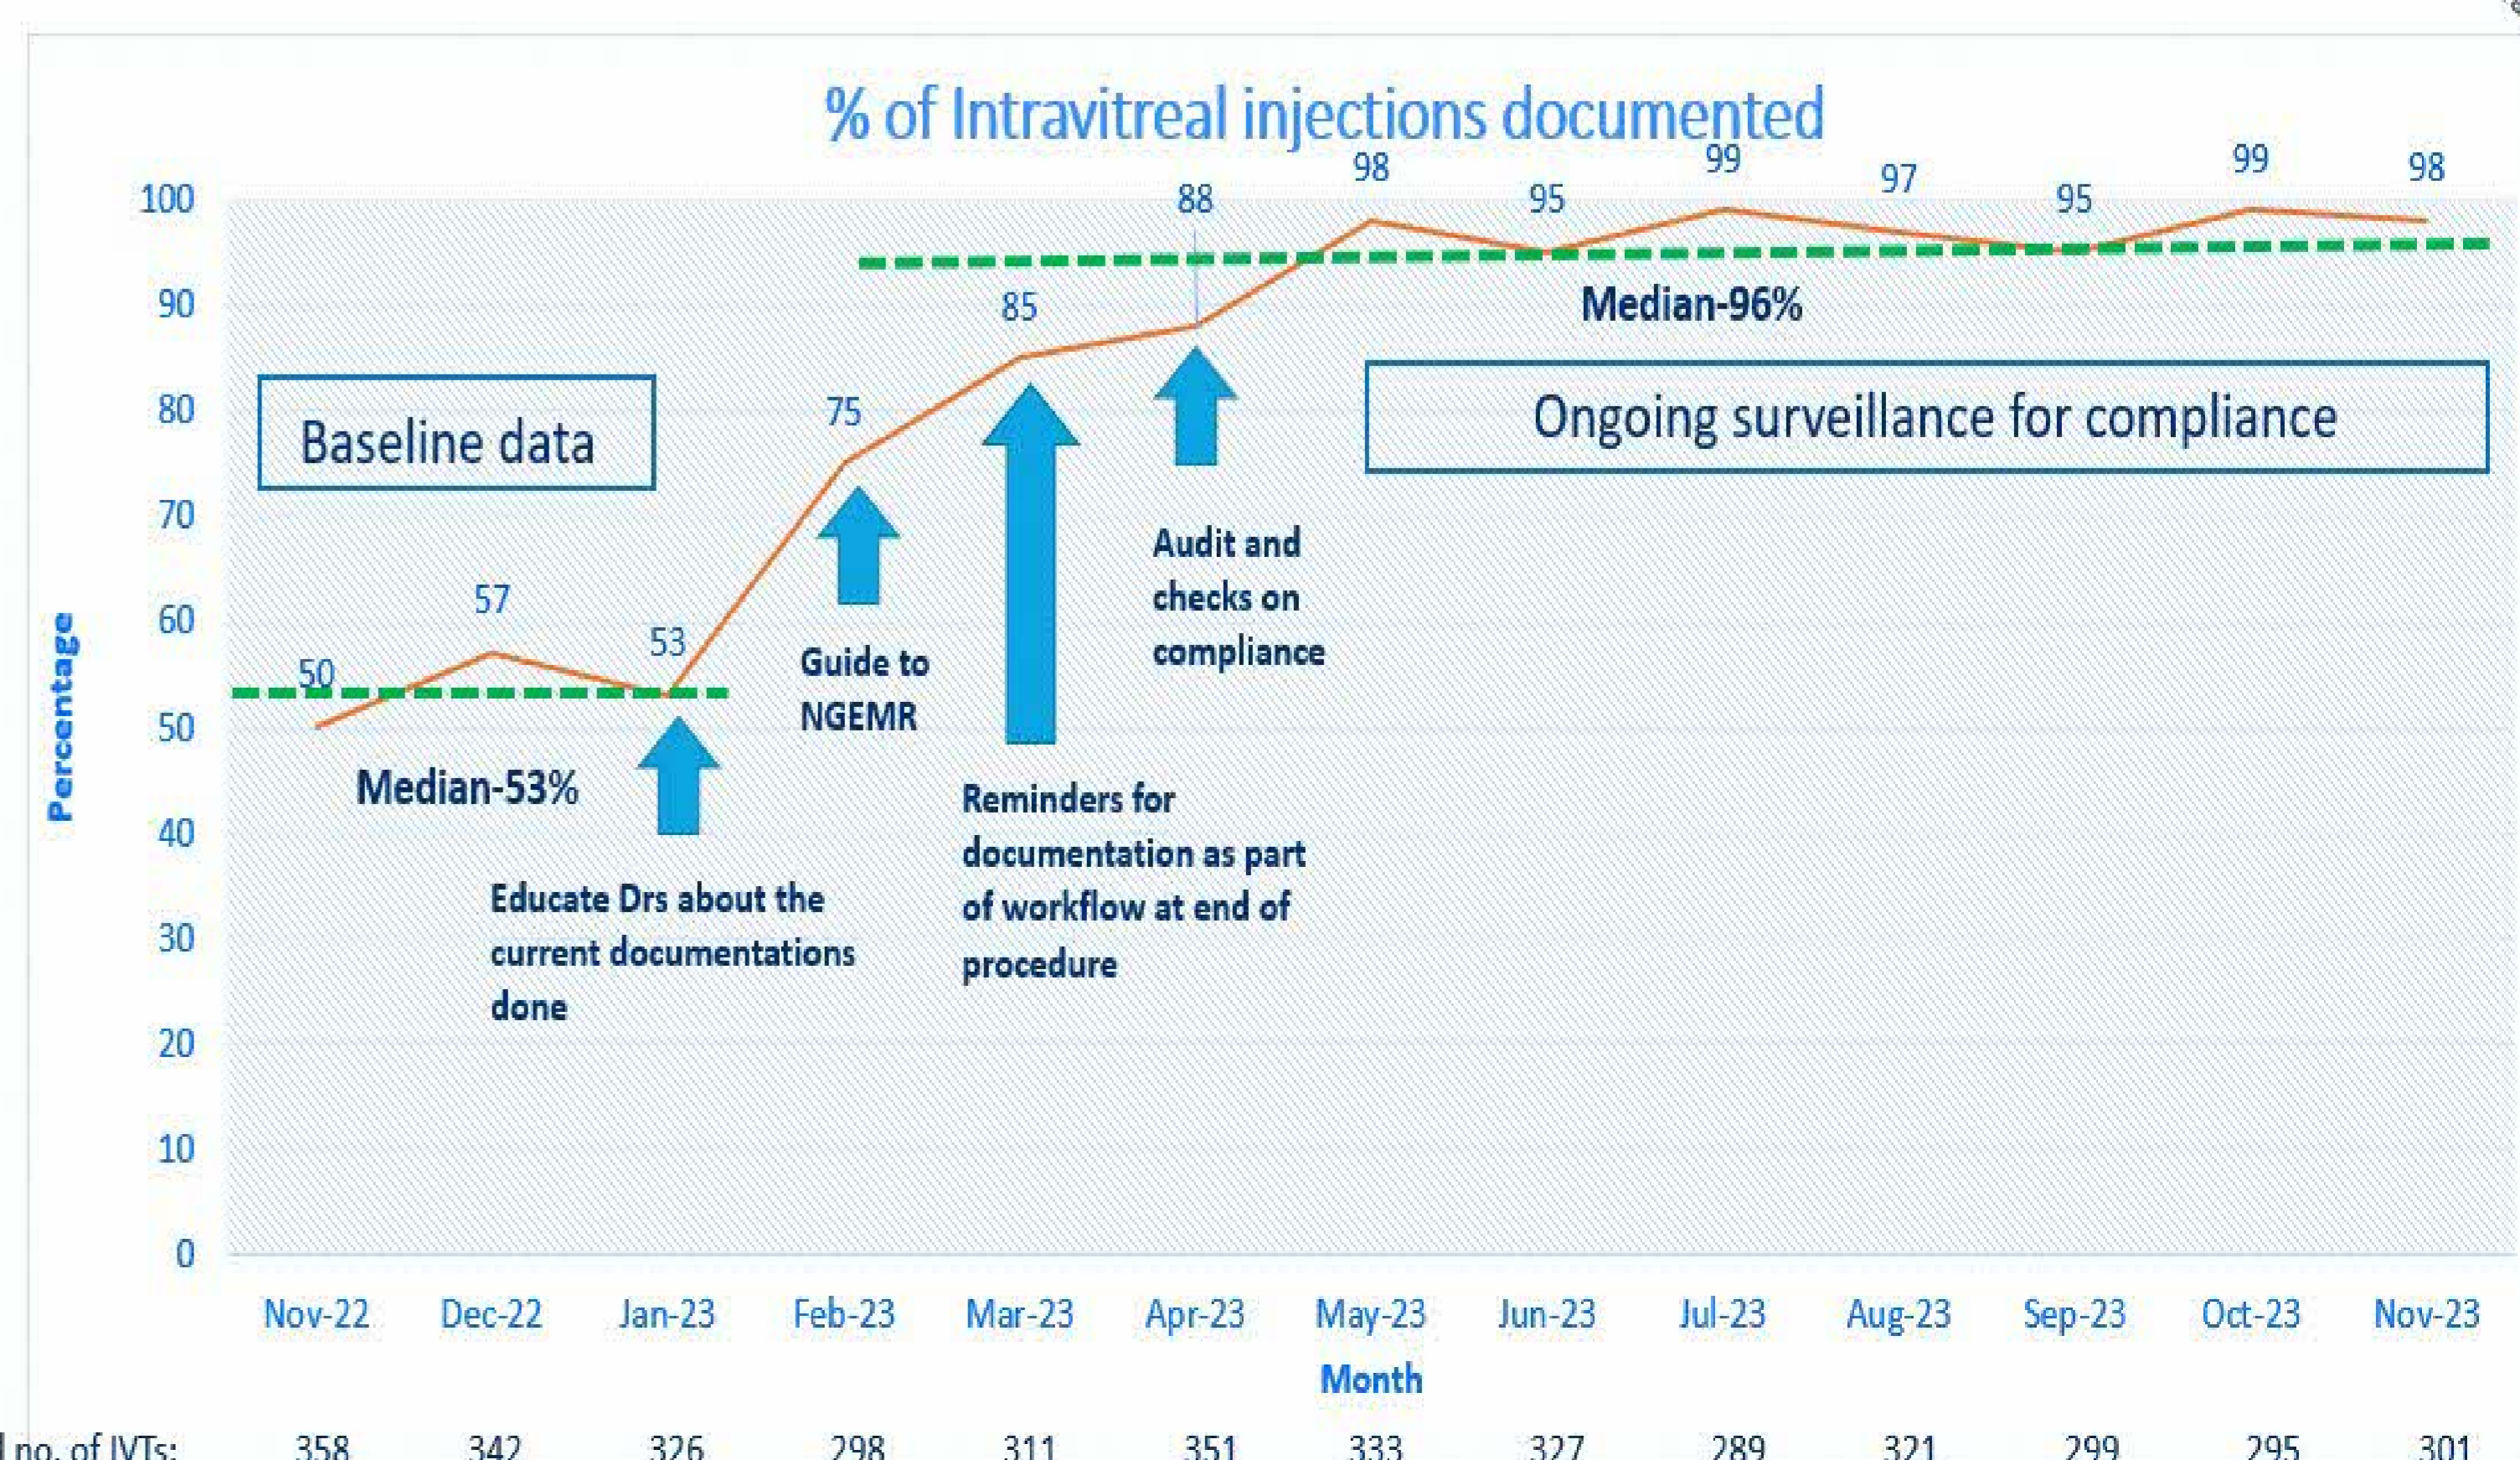 % of Intravitreal injections documented
98
99
99
98
97
88
95
95
100
90
85
Median-96%
Baseline data
80
75
Ongoing surveillance for compliance
70
Audit and
checks on
compliance
60
57
53
50
Guide to
NGEMR
50
Median-53%
Percentage
40
Reminders for
documentation as part
of workflow at end of
procedure
Educate Drs about the
current documentations
done
30
20
10
0
Nov-22 Dec-22 Jan-23 Feb-23 Mar-23 Apr-23 May-23 Jun-23 Jul-23 Aug-23 Sep-23 Oct-23 Nov-23
Month
no. of IVTs: 358 342 326 298 311 351 333 327 289 321 299 295 301